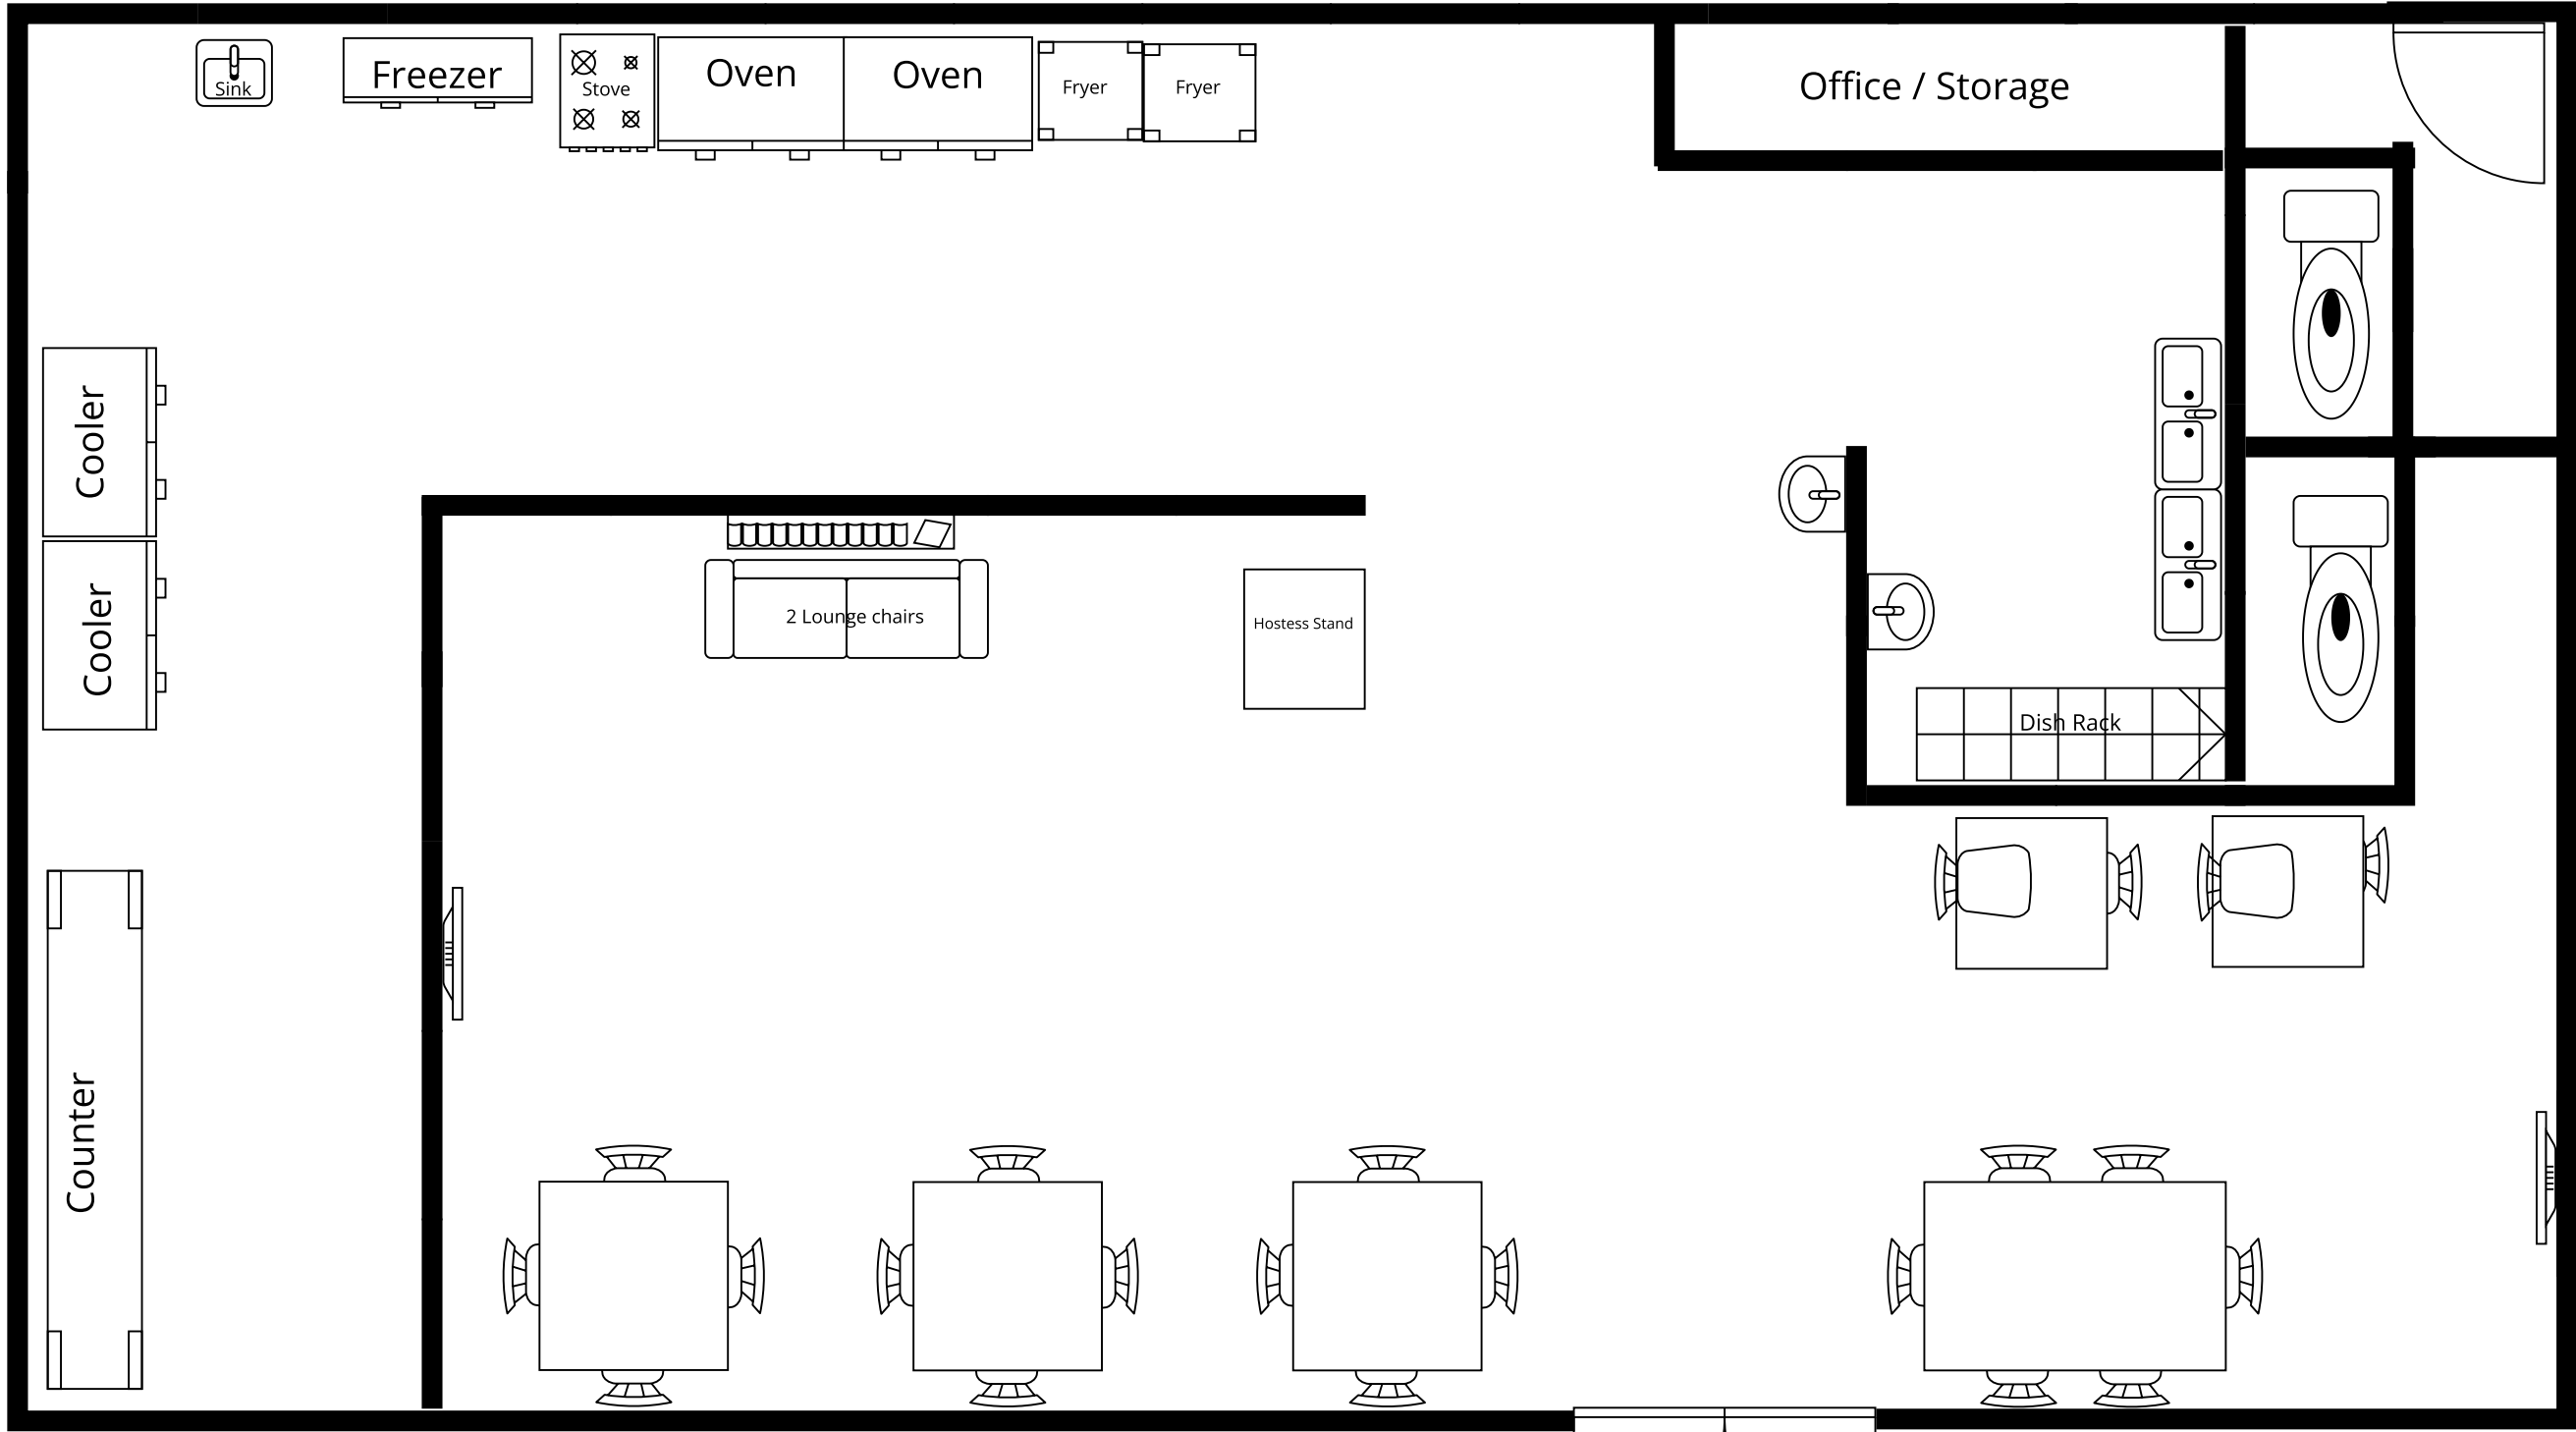 Sink
Freezer
Stove
Oven
Oven
Fryer
Fryer
Office / Storage
Cooler
Cooler
2 Lounge chairs
Hostess Stand
Dish Rack
Counter